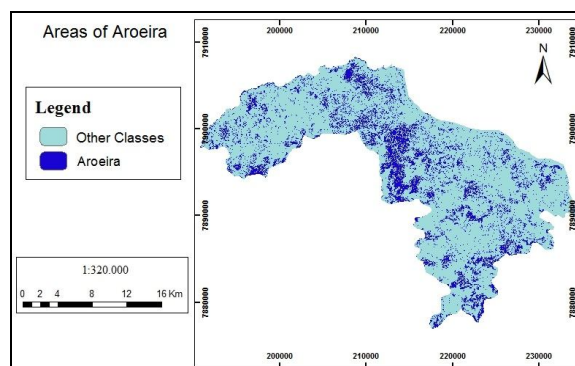 Areas of Aroeira
Legend
Other Classes
Aroeira
1:320.000
0 2 4 8 12 16 Km
200000 210000 220000 230000
7910000
7900000
7890000
7880000
N
7910000
7900000
7890000
7880000
200000 210000 220000 230000